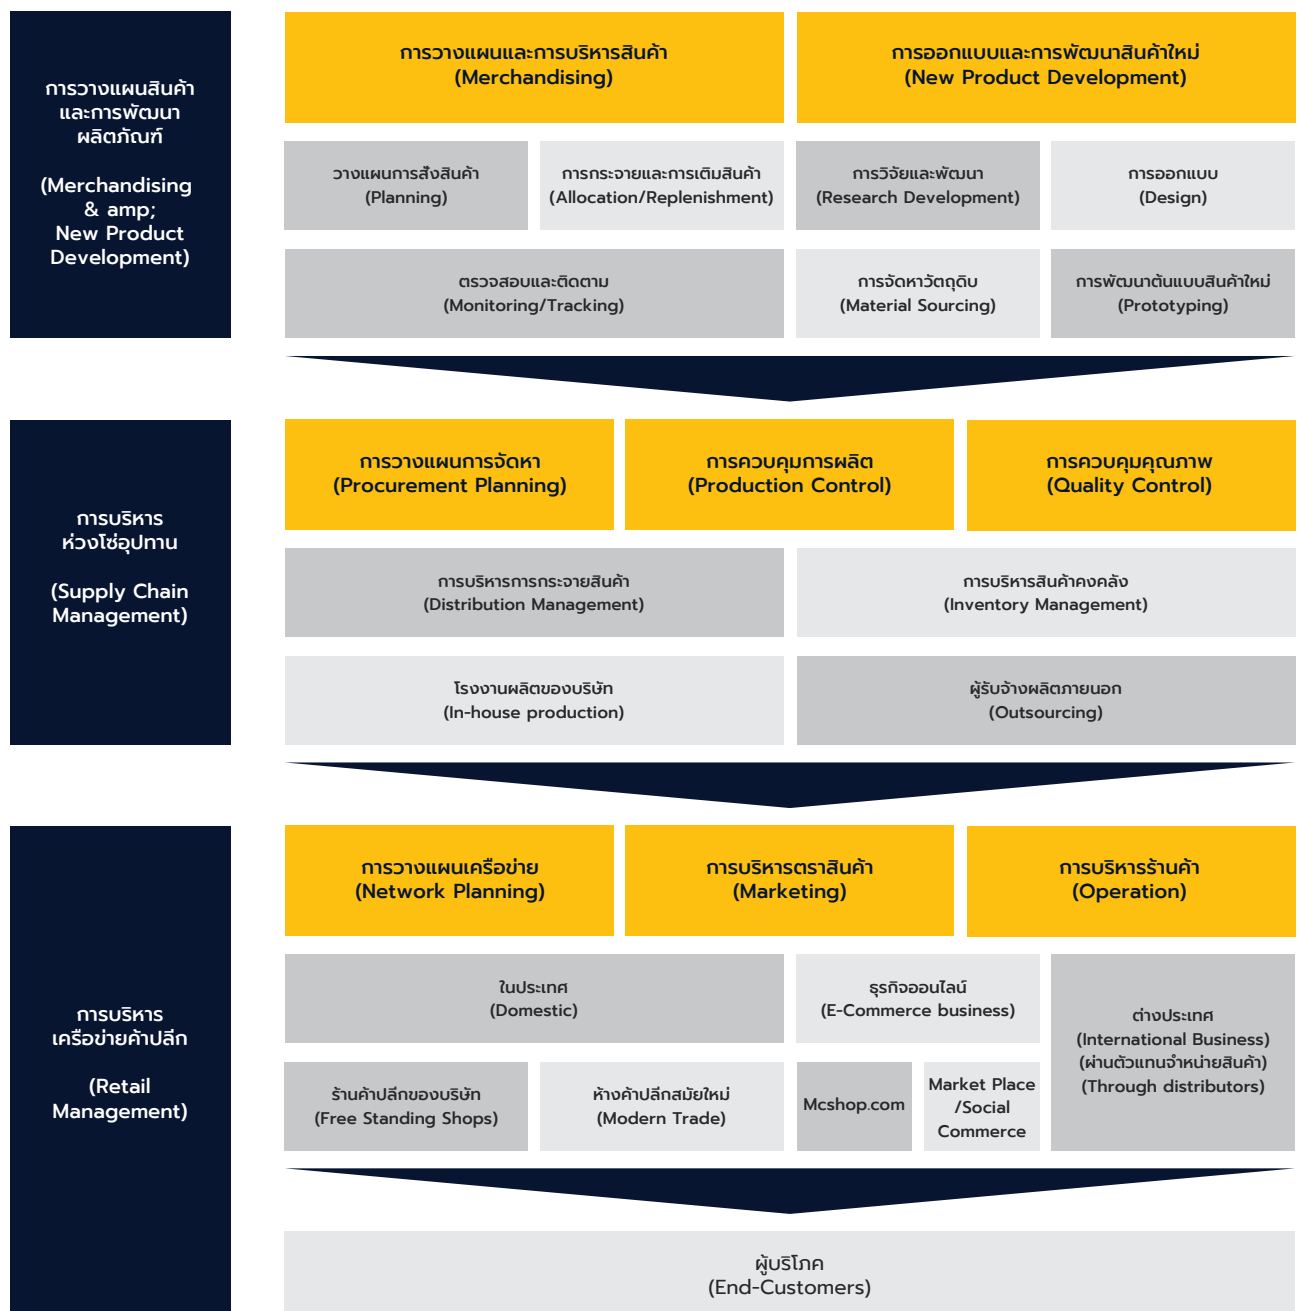 การวางแผนสินค้า
และการพัฒนา
ผลิตภัณฑ์
(Merchandising
& amp;
New Product
Development)
การวางแผนและการบริหารสินค้า
(Merchandising)
การออกแบบและการพัฒนาสินค้าใหม่
(New Product Development)
วางแผนการสั่งสินค้า
(Planning)
การกระจายและการเติมสินค้า
(Allocation/Replenishment)
การวิจัยและพัฒนา
(Research Development)
การออกแบบ
(Design)
ตรวจสอบและติดตาม
(Monitoring/Tracking)
การจัดหาวัตถุดิบ
(Material Sourcing)
การพัฒนาต้นแบบสินค้าใหม่
(Prototyping)
การบริหาร
ห่วงโซ่อุปทาน
(Supply Chain
Management)
การวางแผนการจัดหา
(Procurement Planning)
การควบคุมการผลิต
(Production Control)
การควบคุมคุณภาพ
(Quality Control)
การบริหารการกระจายสินค้า
(Distribution Management)
การบริหารสินค้าคงคลัง
(Inventory Management)
โรงงานผลิตของบริษัท
(In-house production)
ผู้รับจ้างผลิตภายนอก
(Outsourcing)
การบริหาร
เครือข่ายค้าปลีก
(Retail
Management)
การวางแผนเครือข่าย
(Network Planning)
การบริหารตราสินค้า
(Marketing)
การบริหารร้านค้า
(Operation)
ในประเทศ
(Domestic)
ธุรกิจออนไลน์
(E-Commerce business)
ต่างประเทศ
(International Business)
(ผ่านตัวแทนจำหน่ายสินค้า)
(Through distributors)
ร้านค้าปลีกของบริษัท
(Free Standing Shops)
ห้างค้าปลีกสมัยใหม่
(Modern Trade)
Mcshop.com
Market Place
/Social
Commerce
ผู้บริโภค
(End-Customers)